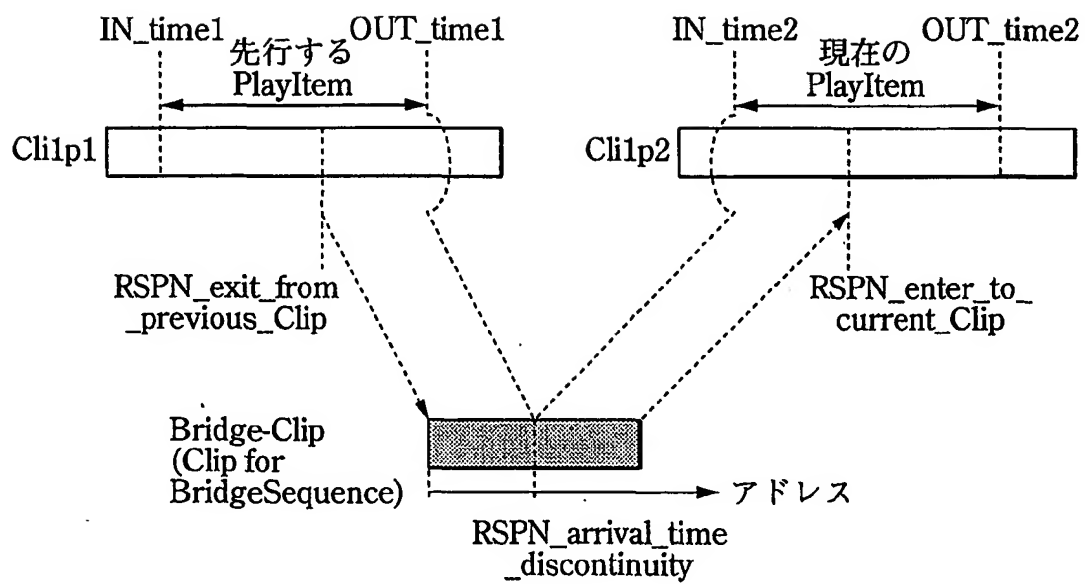 IN_time1
OUT_time1
IN_time2
OUT_time2
先行する
PlayItem
現在の
PlayItem
Cli1p1
Cli1p2
RSPN_exit_from
_previous_Clip
RSPN_enter_to_
current_Clip
Bridge-Clip
(Clip for
BridgeSequence)
アドレス
RSPN_arrival_time
_discontinuity